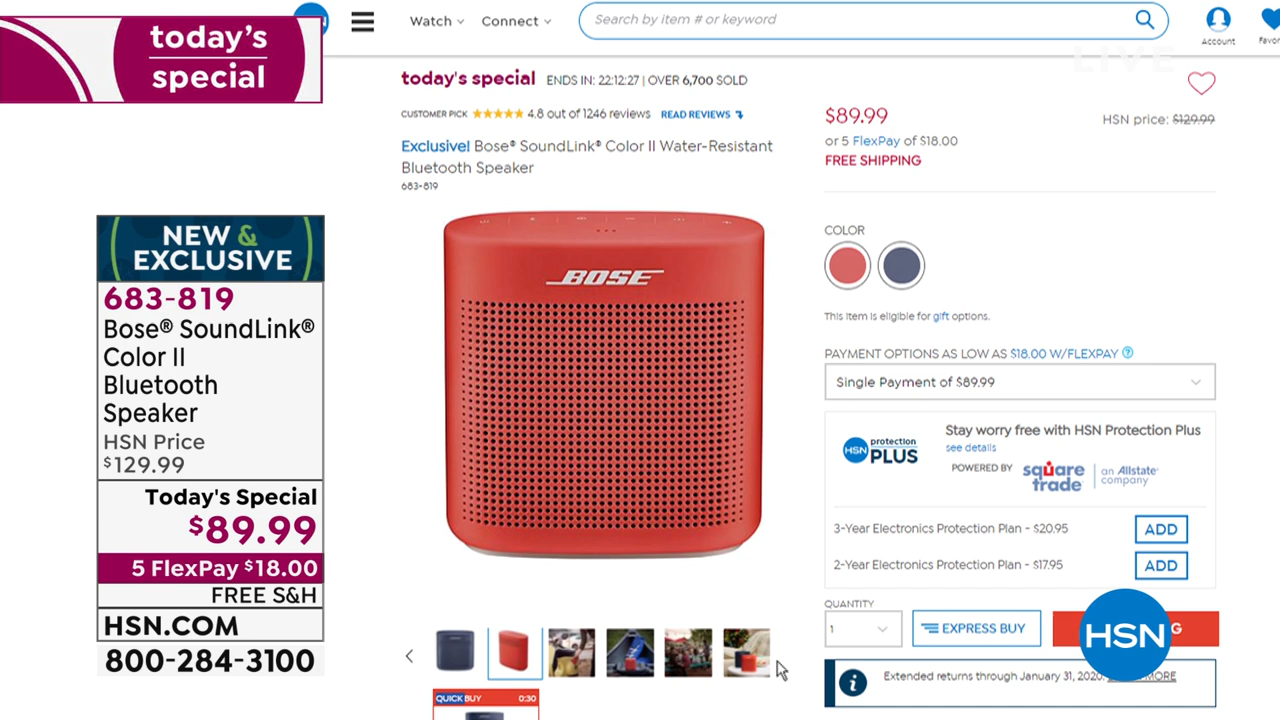 today's
special
Watch
Connect
Search by item # or keyword
Account
LIVE
today's special ENDS IN: 22:12:27 | OVER 6,700 SOLD
CUSTOMER PICK 4.8 out of 1246 reviews READ REVIEWS
Exclusive! Bose® SoundLink® Color II Water-Resistant
Bluetooth Speaker
683-819
BOSE
$89.99
HSN price: $129.99
or 5 FlexPay of $18.00
FREE SHIPPING
COLOR
This item is eligible for gift options.
PAYMENT OPTIONS AS LOW AS $18.00 W/FLEXPAY ?
Single Payment of $89.99
HSN protection
PLUS
Stay worry free with HSN Protection Plus
see details
POWERED BY square trade | an Allstate company
3-Year Electronics Protection Plan - $20.95 ADD
2-Year Electronics Protection Plan - $17.95 ADD
QUANTITY
1
EXPRESS BUY
HSN
Extended returns through January 31, 2020.
QUICKBUY 0:30
NEW &
EXCLUSIVE
683-819
Bose® SoundLink®
Color II
Bluetooth
Speaker
HSN Price
$129.99
Today's Special
$89.99
5 FlexPay $18.00
FREE S&H
HSN.COM
800-284-3100